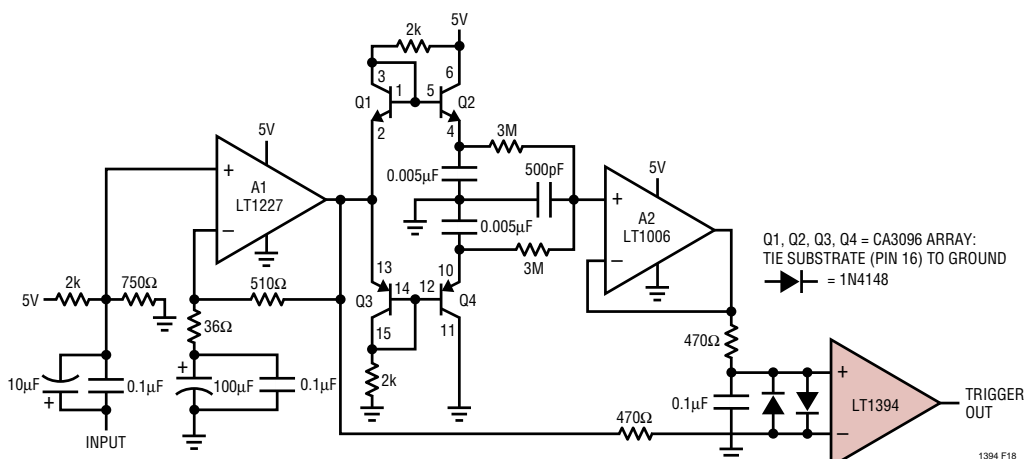 2k
5V
3
1
5
6
Q1
Q2
2
4
3M
5V
+
A1
LT1227
−
0.005µF
500pF
5V
+
A2
LT1006
−
0.005µF
3M
Q1, Q2, Q3, Q4 = CA3096 ARRAY:
TIE SUBSTRATE (PIN 16) TO GROUND
= 1N4148
13
14
12
10
Q3
Q4
15
11
2k
5V
2k
750Ω
510Ω
36Ω
10µF
+
0.1µF
+
100µF
0.1µF
INPUT
470Ω
470Ω
0.1µF
+
LT1394
−
TRIGGER
OUT
1394 F18